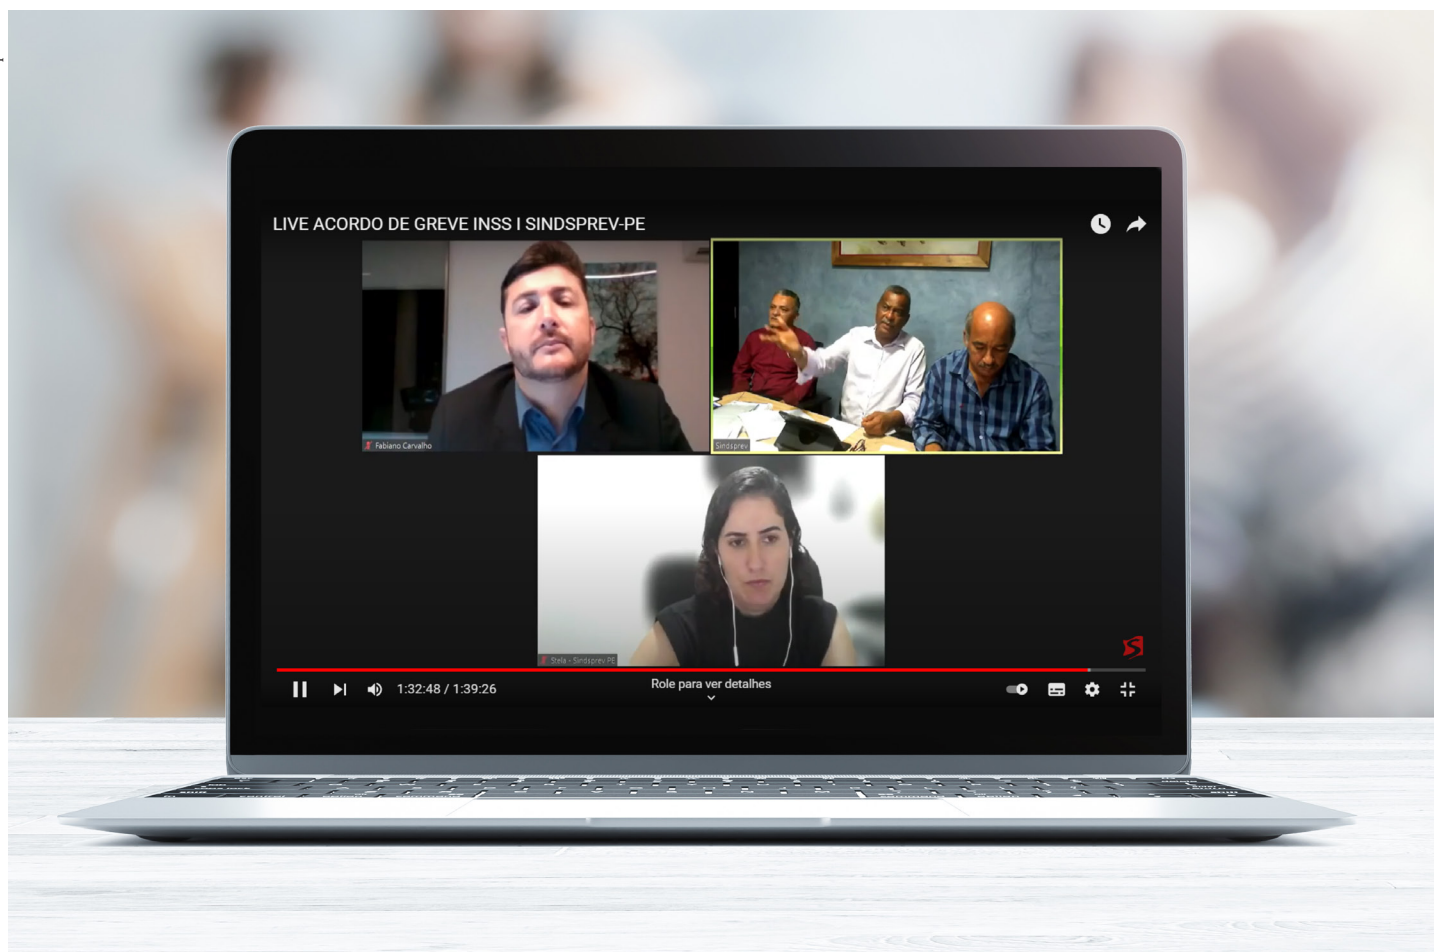 LIVE ACORDO DE GREVE INSS I SINDSPREV-PE
Fabiano Carvalho
Sindsprev
Stela - Sindsprev PE
1:32:48 / 1:39:26
Role para ver detalhes